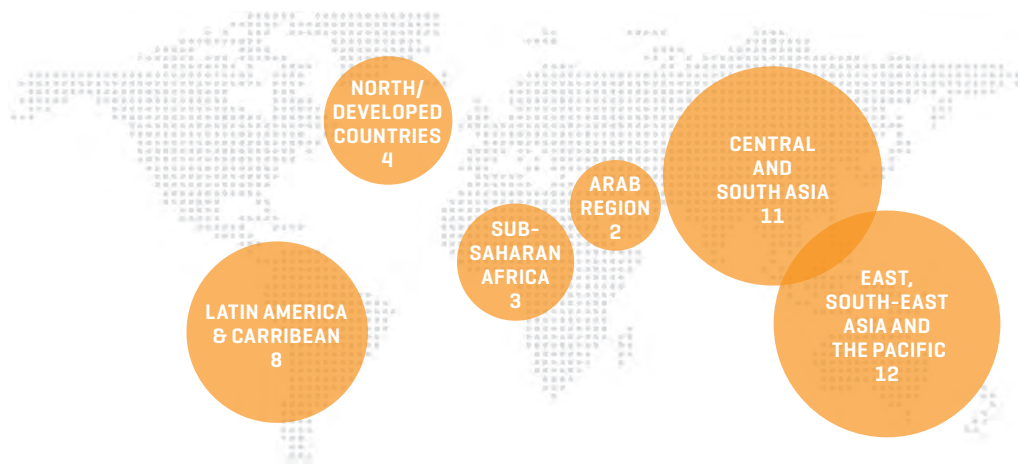 NORTH/
DEVELOPED
COUNTRIES
4
CENTRAL
AND
SOUTH ASIA
11
ARAB
REGION
2
SUB-
SAHARAN
AFRICA
3
LATIN AMERICA
& CARRIBEAN
8
EAST,
SOUTH-EAST
ASIA AND
THE PACIFIC
12